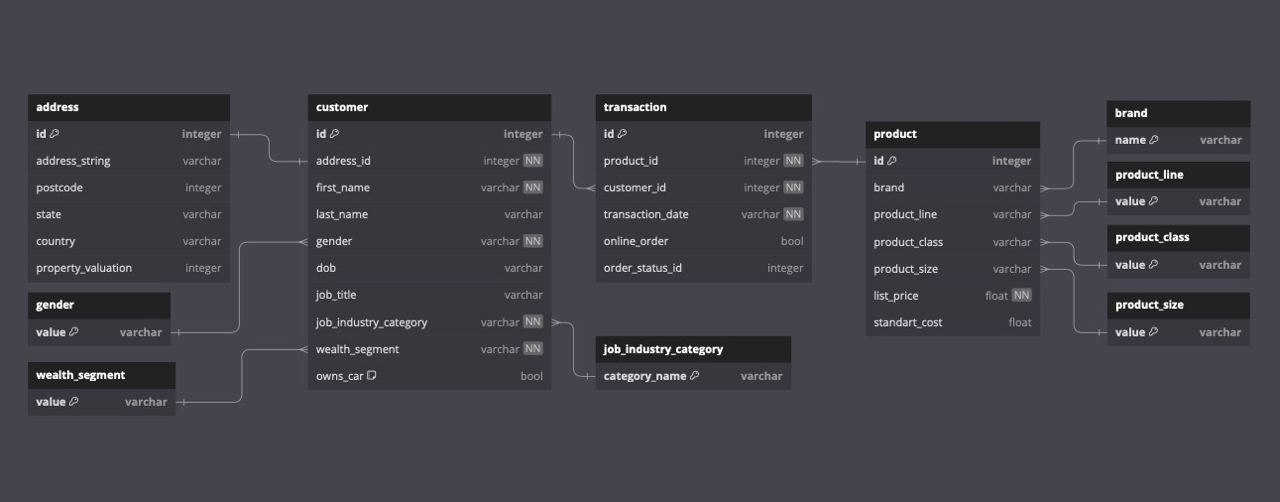 address
id integer
address_string varchar
postcode integer
state varchar
country varchar
property_valuation integer
gender
value varchar
wealth_segment
value varchar
customer
id integer
address_id integer NN
first_name varchar NN
last_name varchar
gender varchar NN
dob varchar
job_title varchar
job_industry_category varchar NN
wealth_segment varchar NN
owns_car bool
transaction
id integer
product_id integer NN
customer_id integer NN
transaction_date varchar NN
online_order bool
order_status_id integer
job_industry_category
category_name varchar
product
id integer
brand varchar
product_line varchar
product_class varchar
product_size varchar
list_price float NN
standart_cost float
brand
name varchar
product_line
value varchar
product_class
value varchar
product_size
value varchar